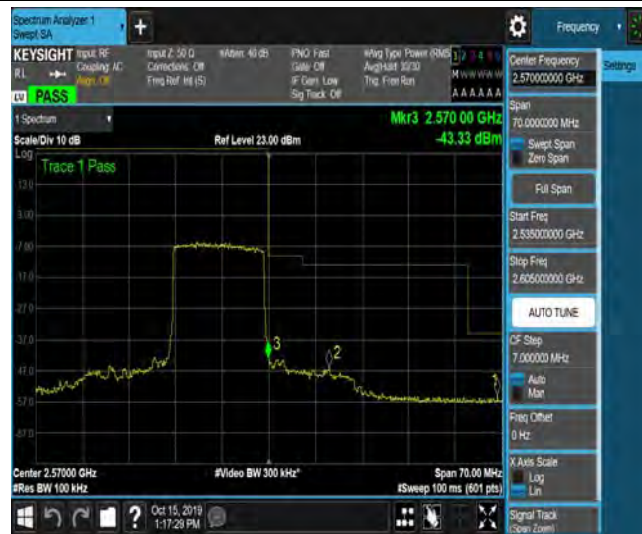 Spectrum Analyzer 1
Swept SA
+
Frequency
KEYSIGHT
Input: RF
Coupling: AC
Align: Off
Input Z: 50 Ω
Corrections: Off
Freq Ref: Int (S)
#Atten: 40 dB
PNO: Fast
Gate: Off
IF Gain: Low
Sig Track: Off
#Avg Type: Power (RMS
Avg|Hold: 30/30
Trig: Free Run
M W W W W W
A A A A A A
RL
LV PASS
1 Spectrum
Scale/Div 10 dB
Ref Level 23.00 dBm
Mkr3 2.570 00 GHz
-43.33 dBm
Log
Trace 1 Pass
13.0
3.00
-7.00
-17.0
-27.0
-37.0
-47.0
-57.0
-67.0
3
2
1
Center 2.57000 GHz
#Video BW 300 kHz*
Span 70.00 MHz
#Res BW 100 kHz
#Sweep 100 ms (601 pts)
Center Frequency
2.570000000 GHz
Settings
Span
70.0000000 MHz
Swept Span
Zero Span
Full Span
Start Freq
2.535000000 GHz
Stop Freq
2.605000000 GHz
AUTO TUNE
CF Step
7.000000 MHz
Auto
Man
Freq Offset
0 Hz
X Axis Scale
Log
Lin
Signal Track
(Span Zoom)
?
Oct 15, 2019
1:17:29 PM